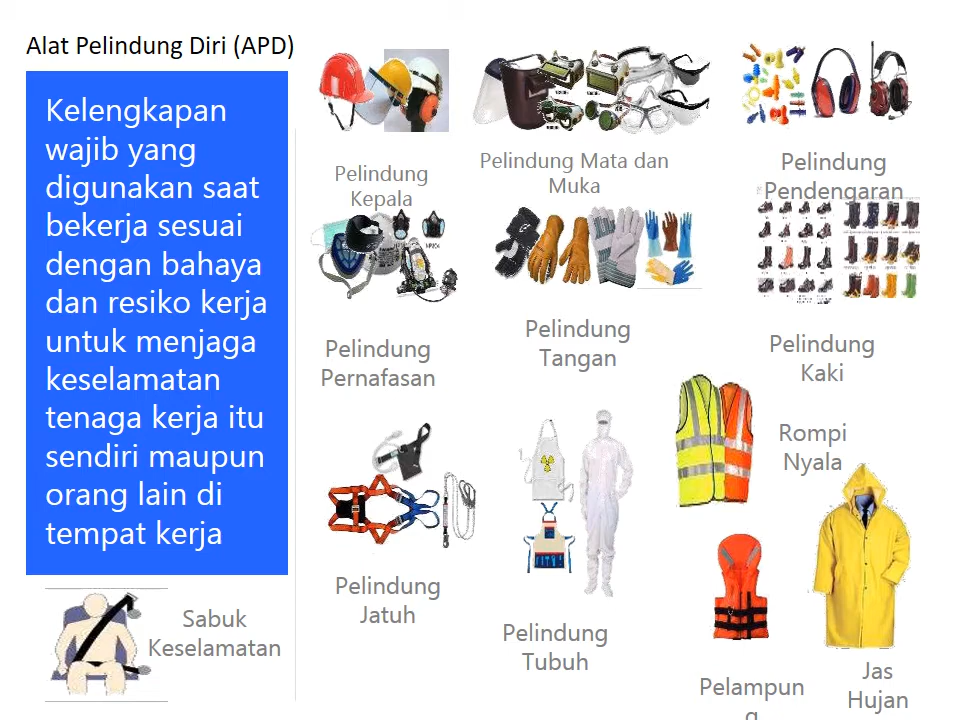 Alat Pelindung Diri (APD)
Kelengkapan
wajib yang
digunakan saat
bekerja sesuai
dengan bahaya
dan resiko kerja
untuk menjaga
keselamatan
tenaga kerja itu
sendiri maupun
orang lain di
tempat kerja
Pelindung
Kepala
Pelindung Mata dan
Muka
Pelindung
Pendengaran
Pelindung
Pernafasan
Pelindung
Tangan
Pelindung
Kaki
Pelindung
Jatuh
Pelindung
Tubuh
Rompi
Nyala
Sabuk
Keselamatan
Pelampun
g
Jas
Hujan